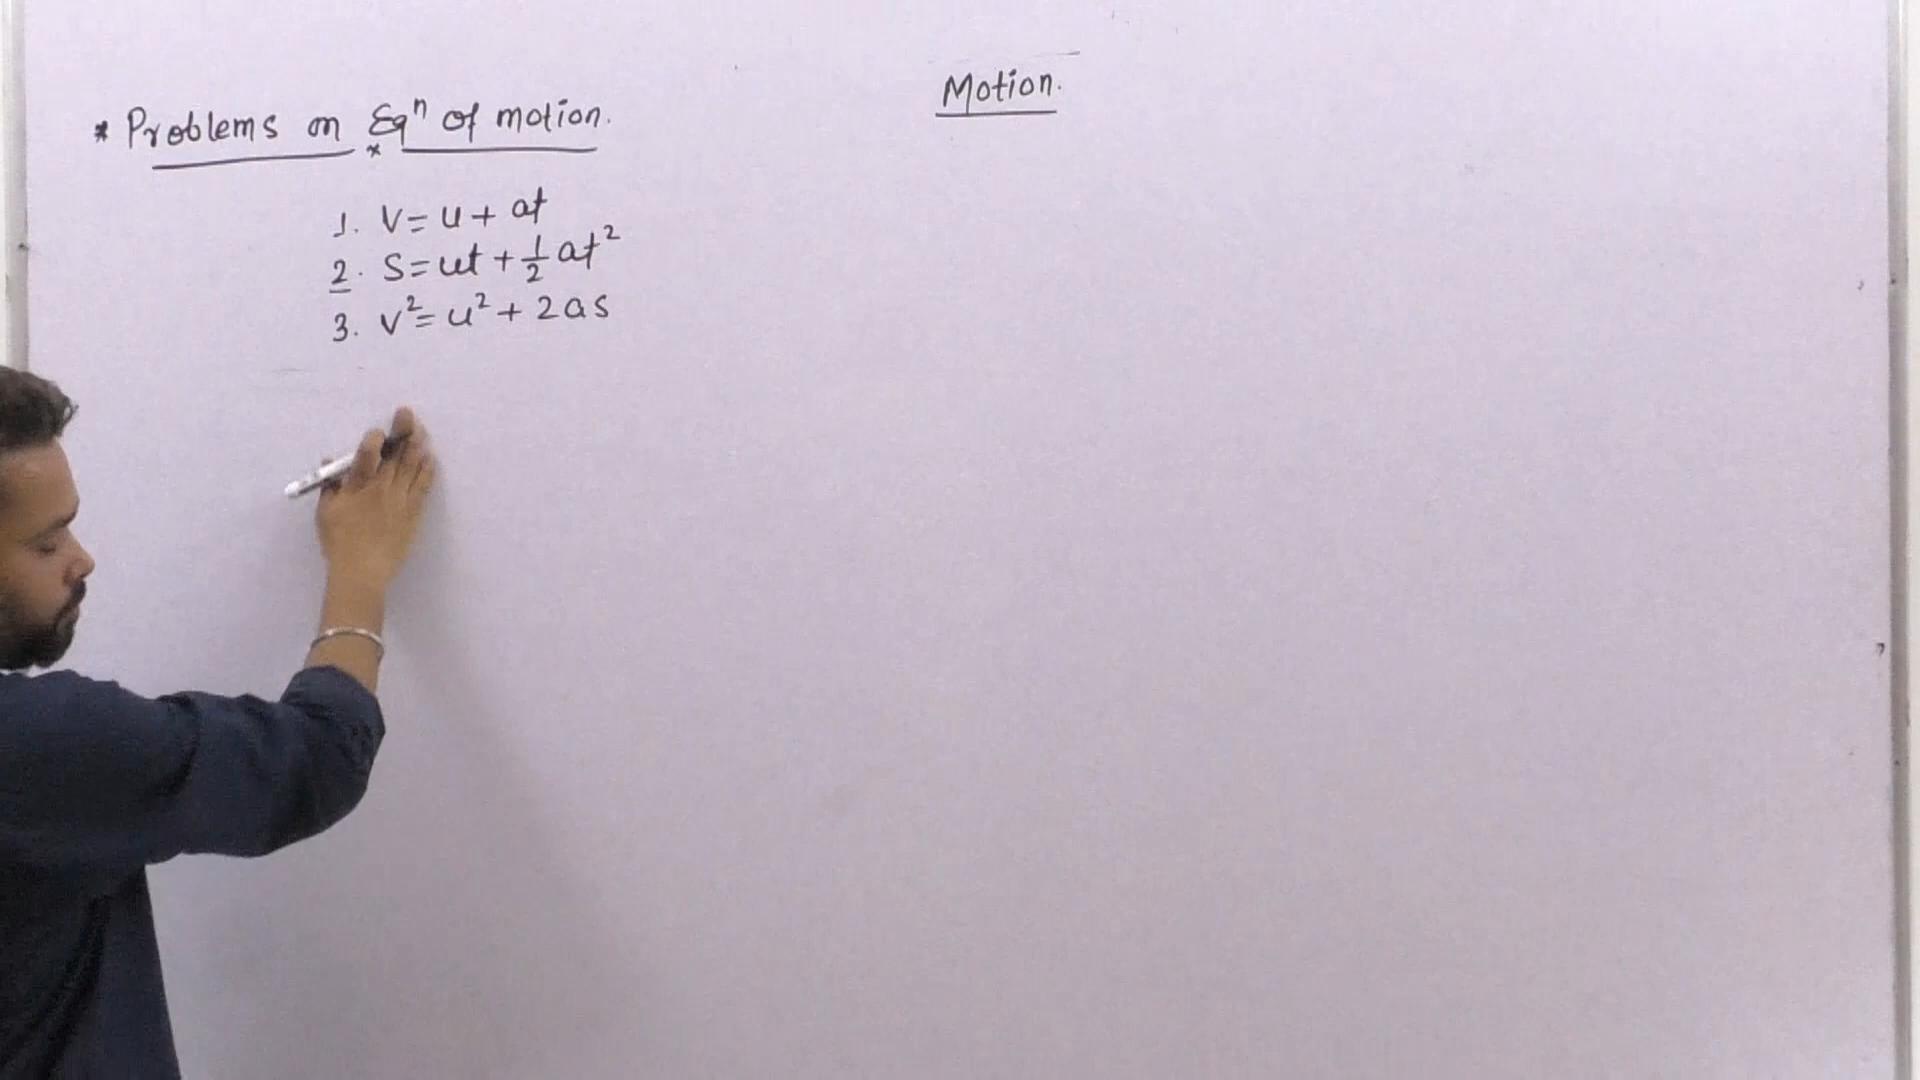 Motion.
* Problems on Eqⁿ of motion.
1. V = u + at
2. S = ut + 1/2 at²
3. v² = u² + 2as